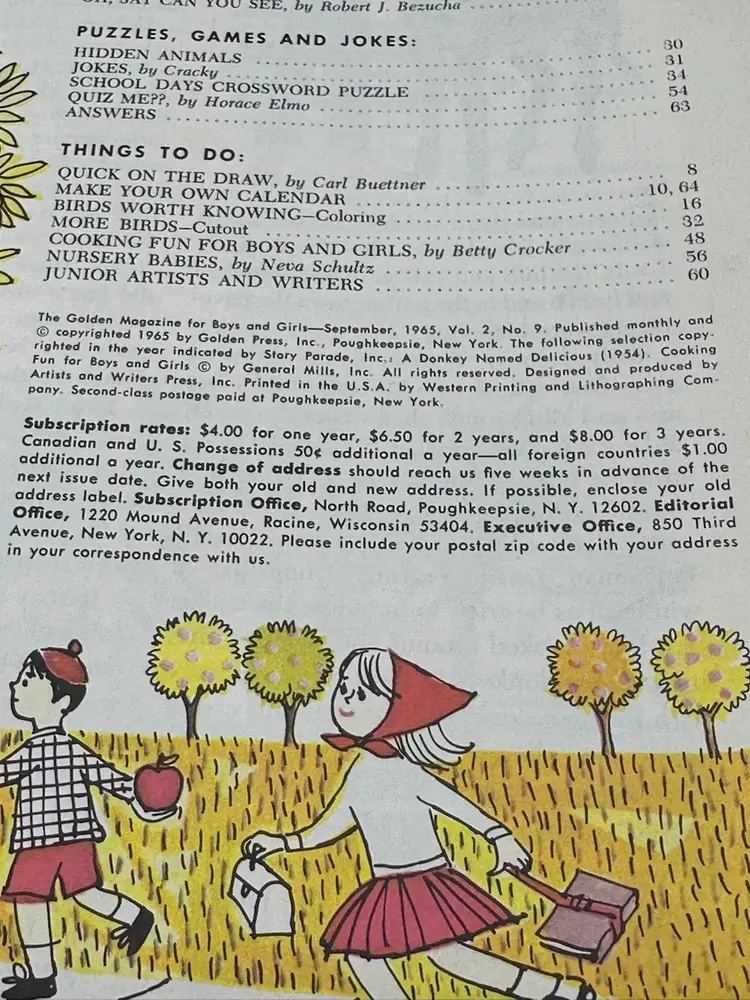 OH, SAY CAN YOU SEE, by Robert J. Bezucha
PUZZLES, GAMES AND JOKES:
HIDDEN ANIMALS 30
JOKES, by Cracky 31
SCHOOL DAYS CROSSWORD PUZZLE 34
QUIZ ME??, by Horace Elmo 54
ANSWERS 63
THINGS TO DO:
QUICK ON THE DRAW, by Carl Buettner 8
MAKE YOUR OWN CALENDAR 10, 64
BIRDS WORTH KNOWING—Coloring 16
MORE BIRDS—Cutout 32
COOKING FUN FOR BOYS AND GIRLS, by Betty Crocker 48
NURSERY BABIES, by Neva Schultz 56
JUNIOR ARTISTS AND WRITERS 60
The Golden Magazine for Boys and Girls—September, 1965, Vol. 2, No. 9. Published monthly and
© copyrighted 1965 by Golden Press, Inc., Poughkeepsie, New York. The following selection copy-
righted in the year indicated by Story Parade, Inc.: A Donkey Named Delicious (1954). Cooking
Fun for Boys and Girls © by General Mills, Inc. All rights reserved. Designed and produced by
Artists and Writers Press, Inc. Printed in the U.S.A. by Western Printing and Lithographing Com-
pany. Second-class postage paid at Poughkeepsie, New York.
Subscription rates: $4.00 for one year, $6.50 for 2 years, and $8.00 for 3 years.
Canadian and U. S. Possessions 50¢ additional a year—all foreign countries $1.00
additional a year. Change of address should reach us five weeks in advance of the
next issue date. Give both your old and new address. If possible, enclose your old
address label. Subscription Office, North Road, Poughkeepsie, N. Y. 12602. Editorial
Office, 1220 Mound Avenue, Racine, Wisconsin 53404. Executive Office, 850 Third
Avenue, New York, N. Y. 10022. Please include your postal zip code with your address
in your correspondence with us.